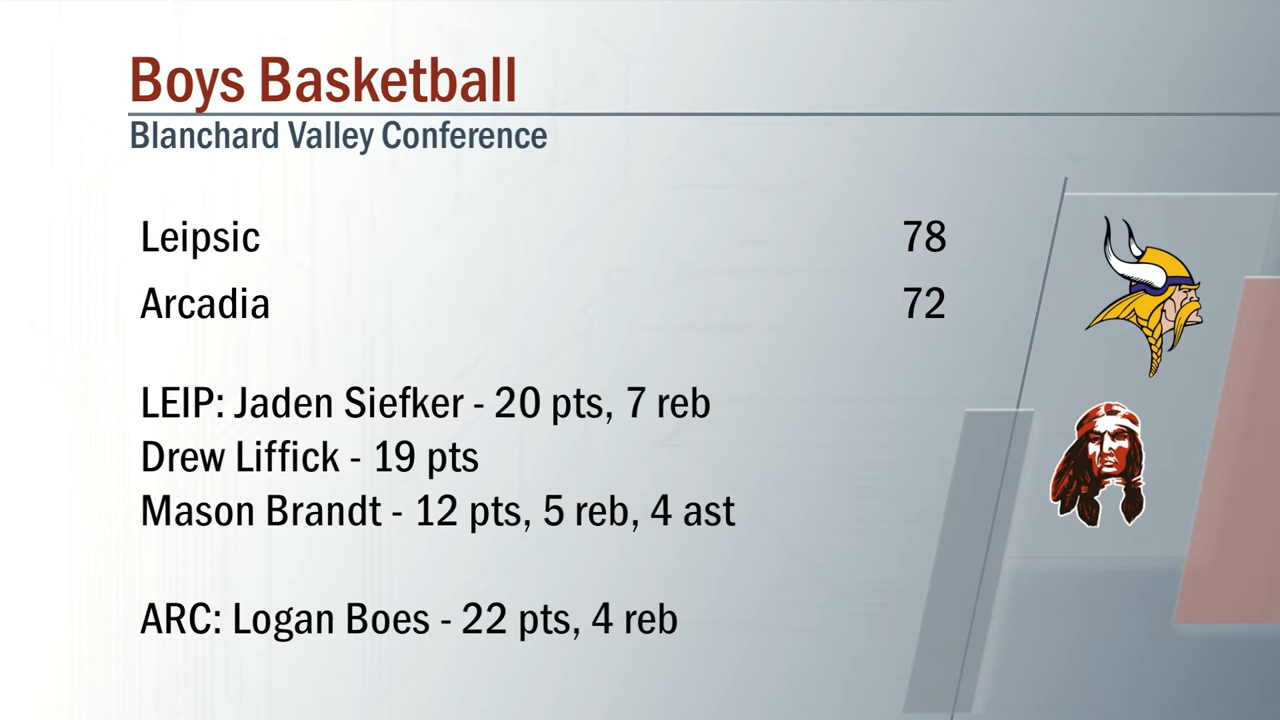 Boys Basketball
Blanchard Valley Conference
Leipsic 78
Arcadia 72
LEIP: Jaden Siefker - 20 pts, 7 reb
Drew Liffick - 19 pts
Mason Brandt - 12 pts, 5 reb, 4 ast
ARC: Logan Boes - 22 pts, 4 reb